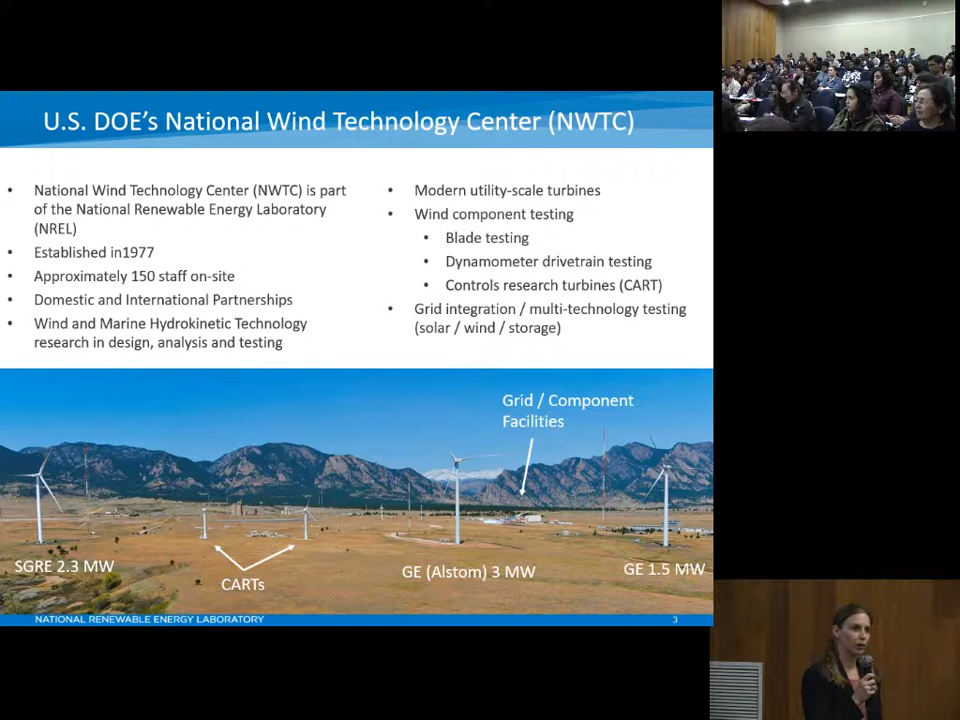 U.S. DOE's National Wind Technology Center (NWTC)
• National Wind Technology Center (NWTC) is part
of the National Renewable Energy Laboratory
(NREL)
• Established in1977
• Approximately 150 staff on-site
• Domestic and International Partnerships
• Wind and Marine Hydrokinetic Technology
research in design, analysis and testing
• Modern utility-scale turbines
• Wind component testing
• Blade testing
• Dynamometer drivetrain testing
• Controls research turbines (CART)
• Grid integration / multi-technology testing
(solar / wind / storage)
Grid / Component
Facilities
SGRE 2.3 MW
CARTs
GE (Alstom) 3 MW
GE 1.5 MW
NATIONAL RENEWABLE ENERGY LABORATORY
3